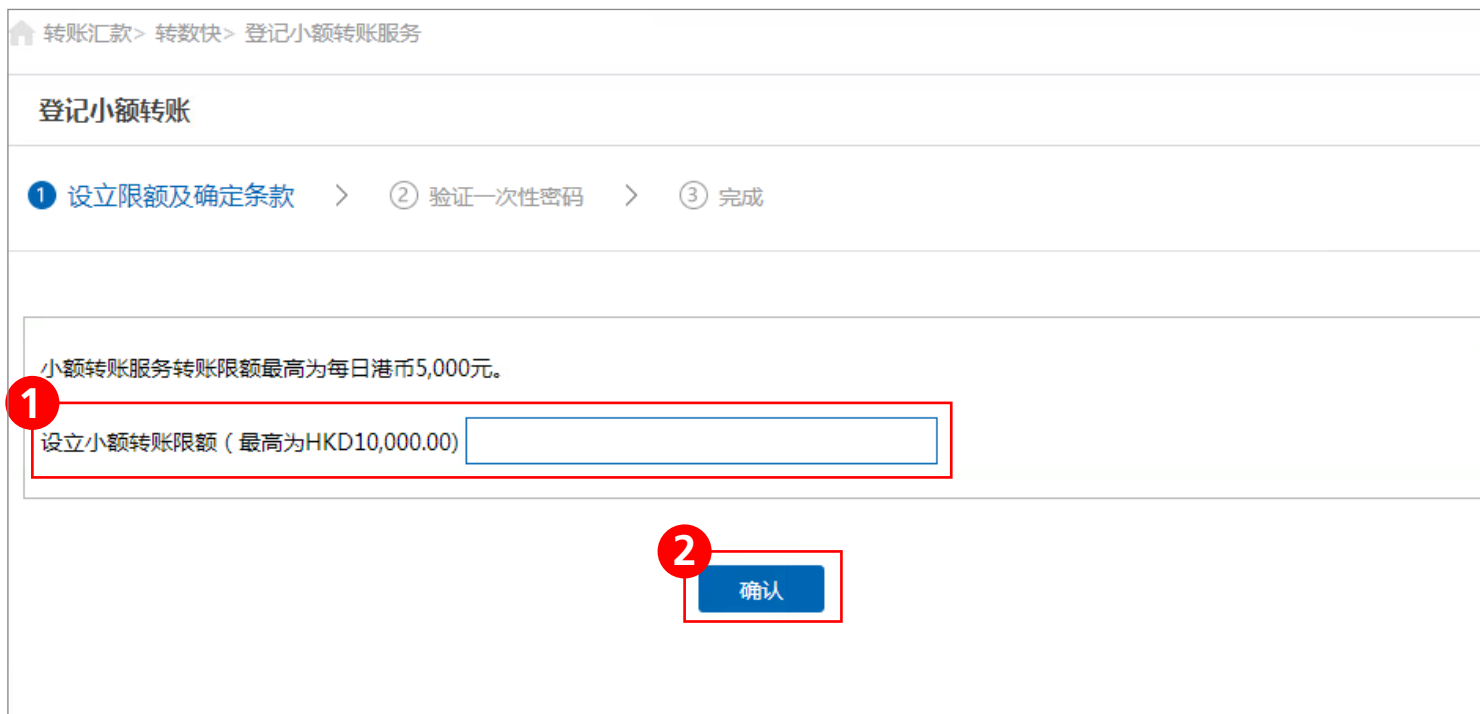 转账汇款> 转数快> 登记小额转账服务
登记小额转账
1 设立限额及确定条款 > 2 验证一次性密码 > 3 完成
小额转账服务转账限额最高为每日港币5,000元。
1
设立小额转账限额 ( 最高为HKD10,000.00)
2
确认